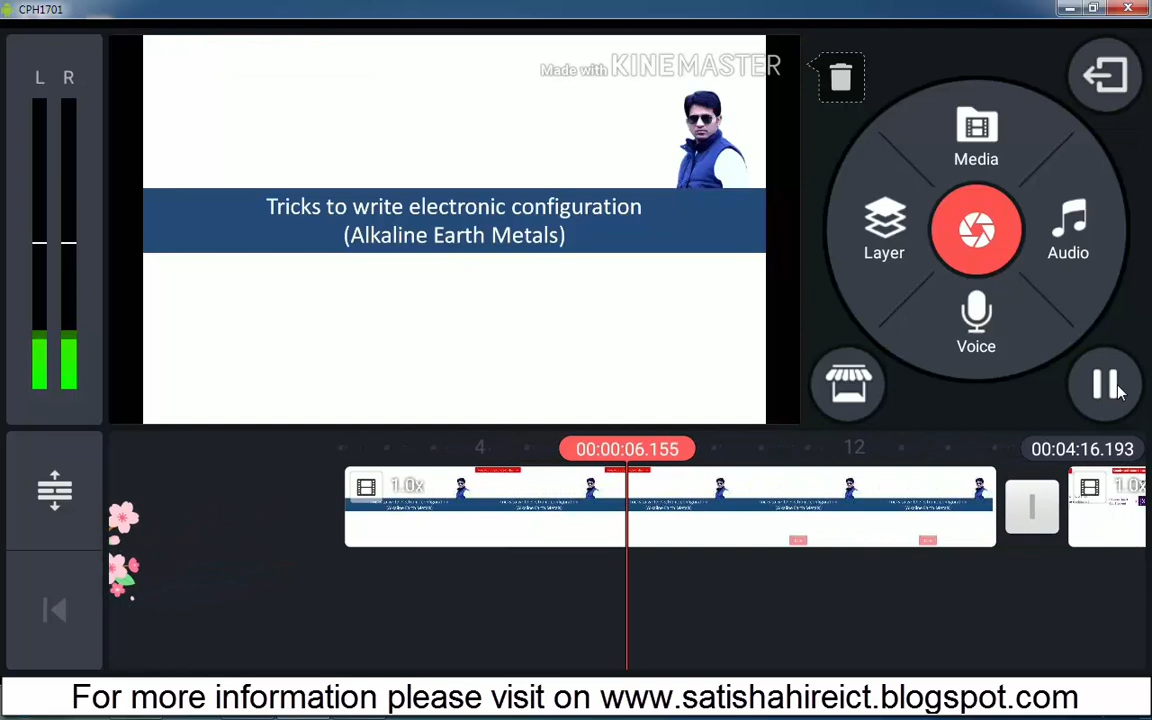 CPH1701
L R
Made with KINEMASTER
Tricks to write electronic configuration
(Alkaline Earth Metals)
Media
Layer
Audio
Voice
4
00:00:06.155
12
00:04:16.193
1.0x
1.0x
For more information please visit on www.satishahireict.blogspot.com